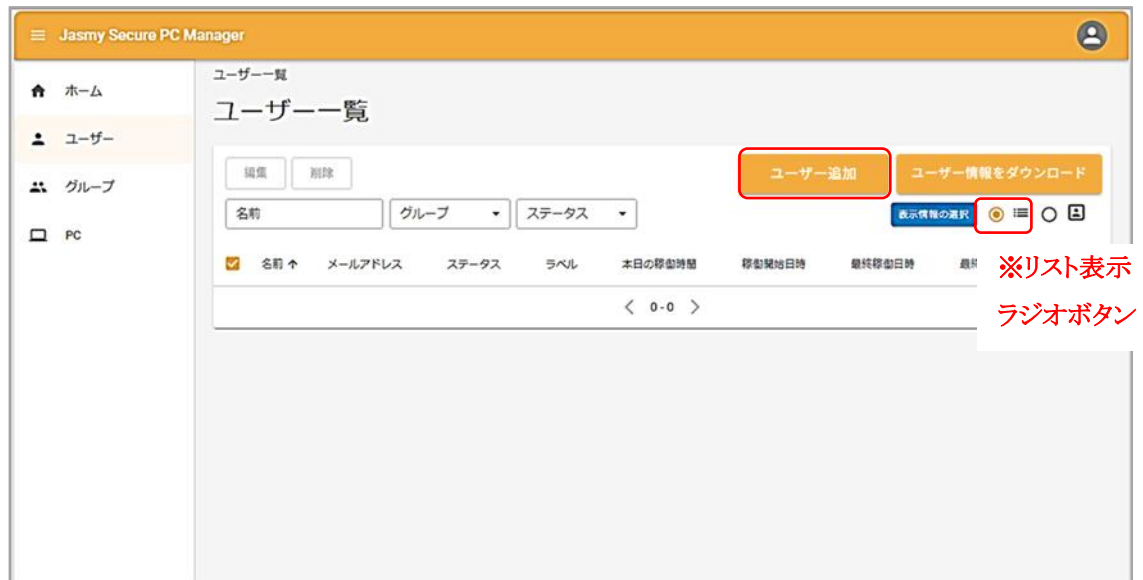 Jasmy Secure PC Manager
ホーム
ユーザー
グループ
PC
ユーザー一覧
ユーザー一覧
編集 削除 ユーザー追加 ユーザー情報をダウンロード
名前 グループ ステータス 表示情報の選択
名前 メールアドレス ステータス ラベル 本日の稼働時間 稼働開始日時 最終稼働日時 最終
0-0
※リスト表示
ラジオボタン